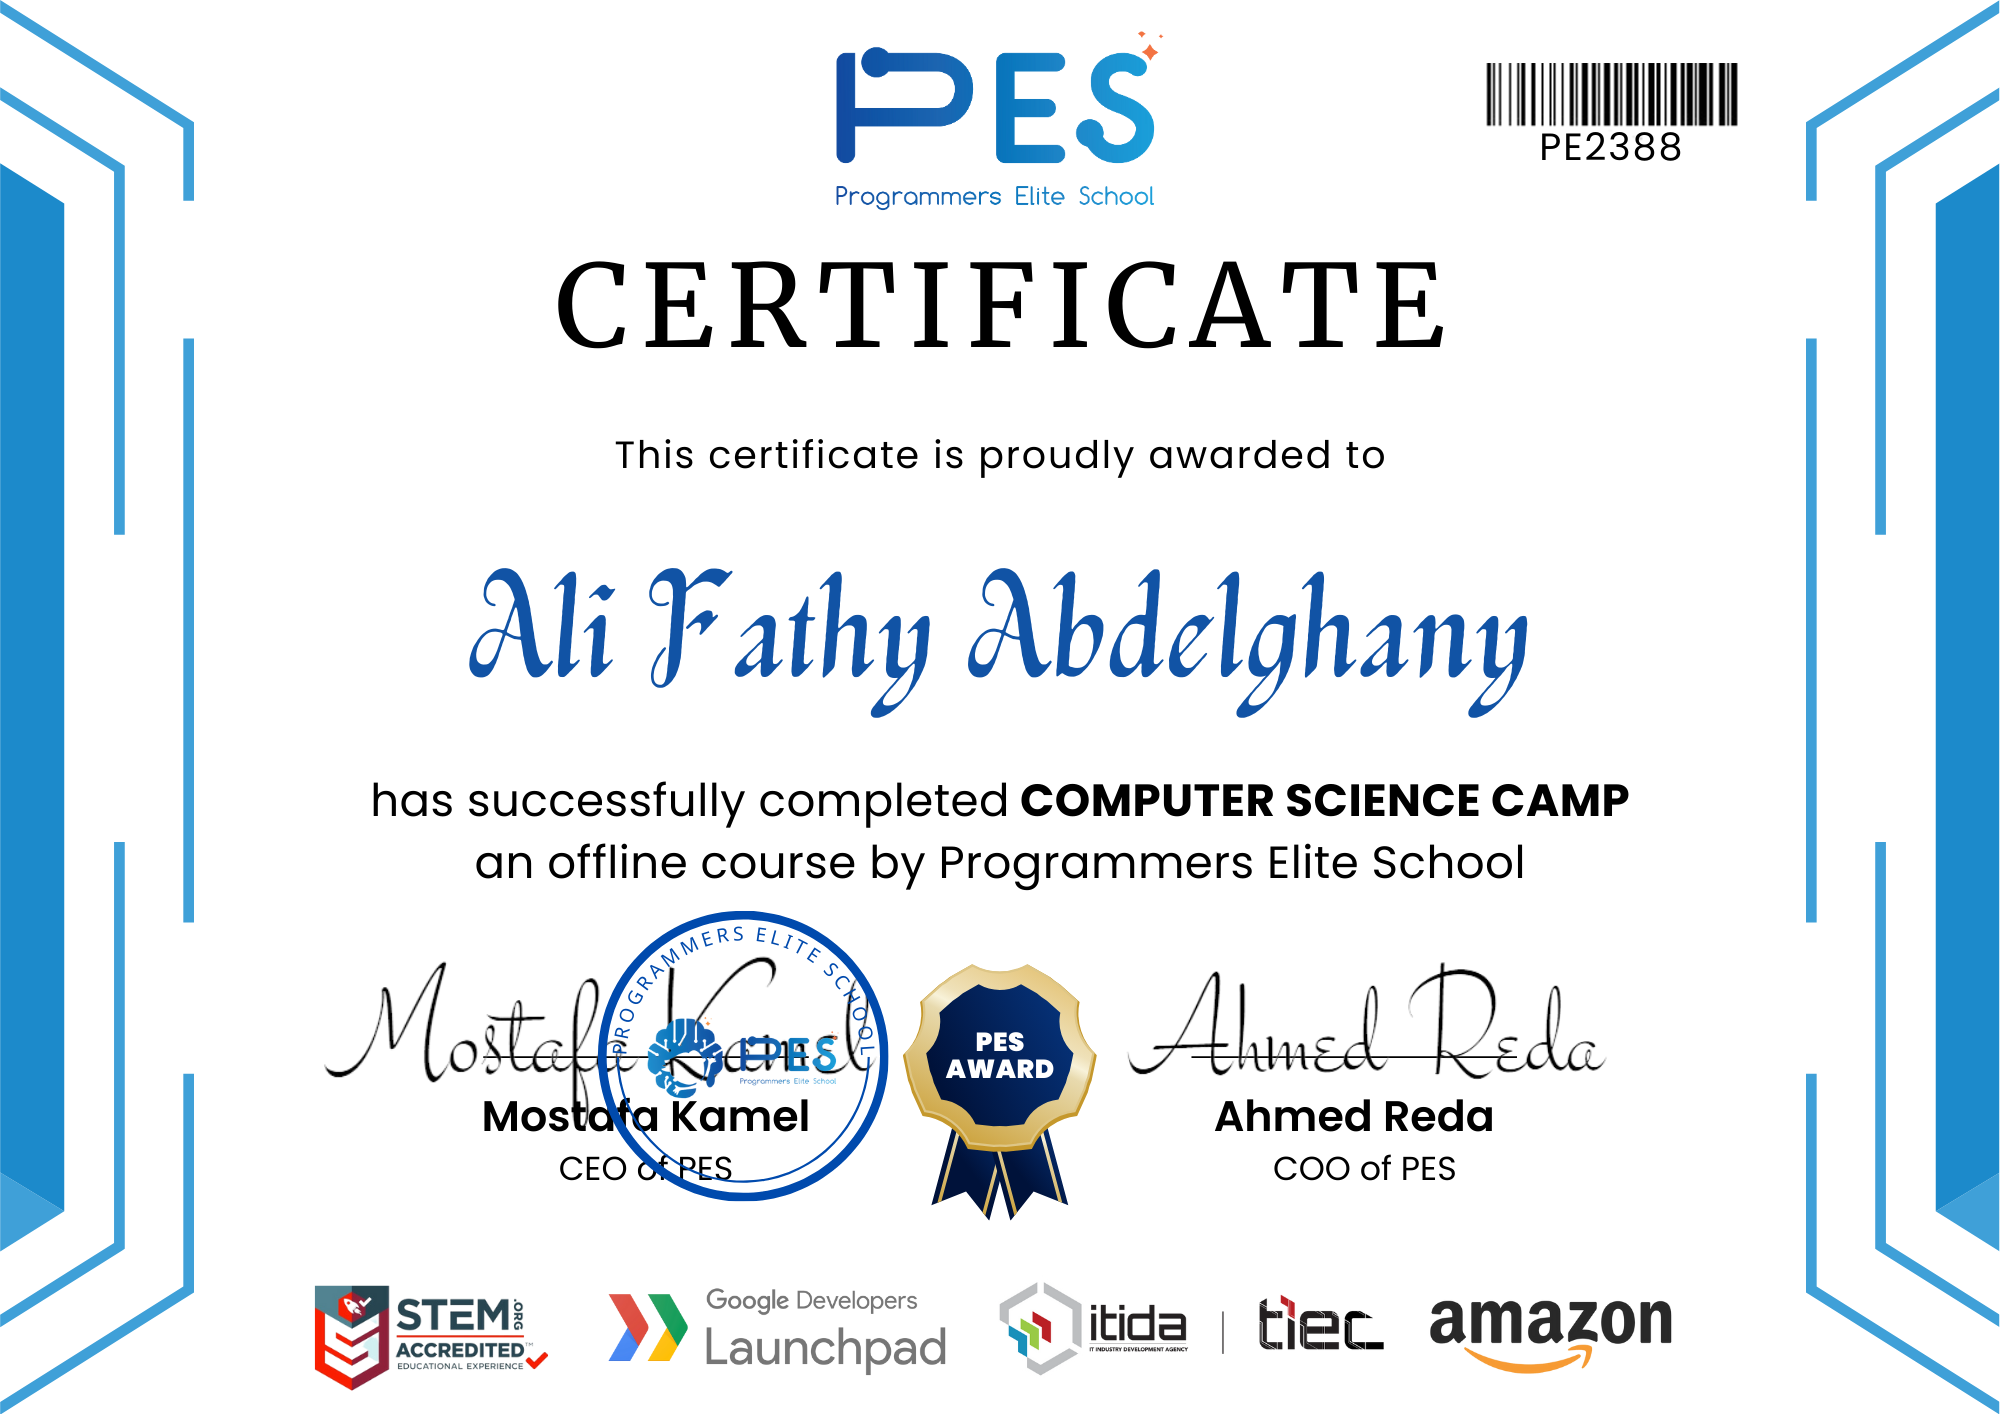 PES
Programmers Elite School
PE2388
CERTIFICATE
This certificate is proudly awarded to
Ali Fathy Abdelghany
has successfully completed COMPUTER SCIENCE CAMP
an offline course by Programmers Elite School
Mostafa Kamel
PROGRAMMERS ELITE SCHOOL
PES
Programmers Elite School
PES
AWARD
Ahmed Reda
Mostafa Kamel
Ahmed Reda
CEO of PES
COO of PES
STEM.ORG
ACCREDITED™
EDUCATIONAL EXPERIENCE
Google Developers
Launchpad
itida
IT INDUSTRY DEVELOPMENT AGENCY
tiec
amazon